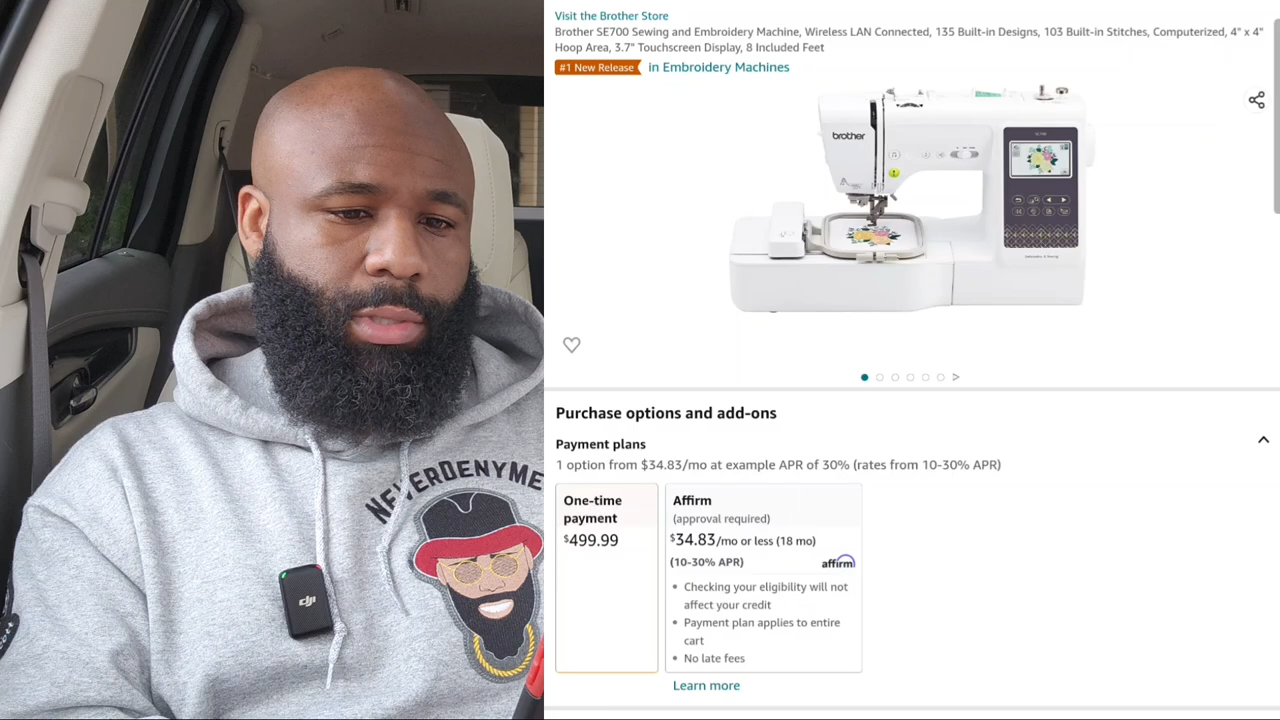 NEVERDENYME
dji
Visit the Brother Store
Brother SE700 Sewing and Embroidery Machine, Wireless LAN Connected, 135 Built-in Designs, 103 Built-in Stitches, Computerized, 4" x 4"
Hoop Area, 3.7" Touchscreen Display, 8 Included Feet
#1 New Release in Embroidery Machines
brother
Purchase options and add-ons
Payment plans
1 option from $34.83/mo at example APR of 30% (rates from 10-30% APR)
One-time
payment
$499.99
Affirm
(approval required)
$34.83/mo or less (18 mo)
(10-30% APR)
affirm
• Checking your eligibility will not
affect your credit
• Payment plan applies to entire
cart
• No late fees
Learn more